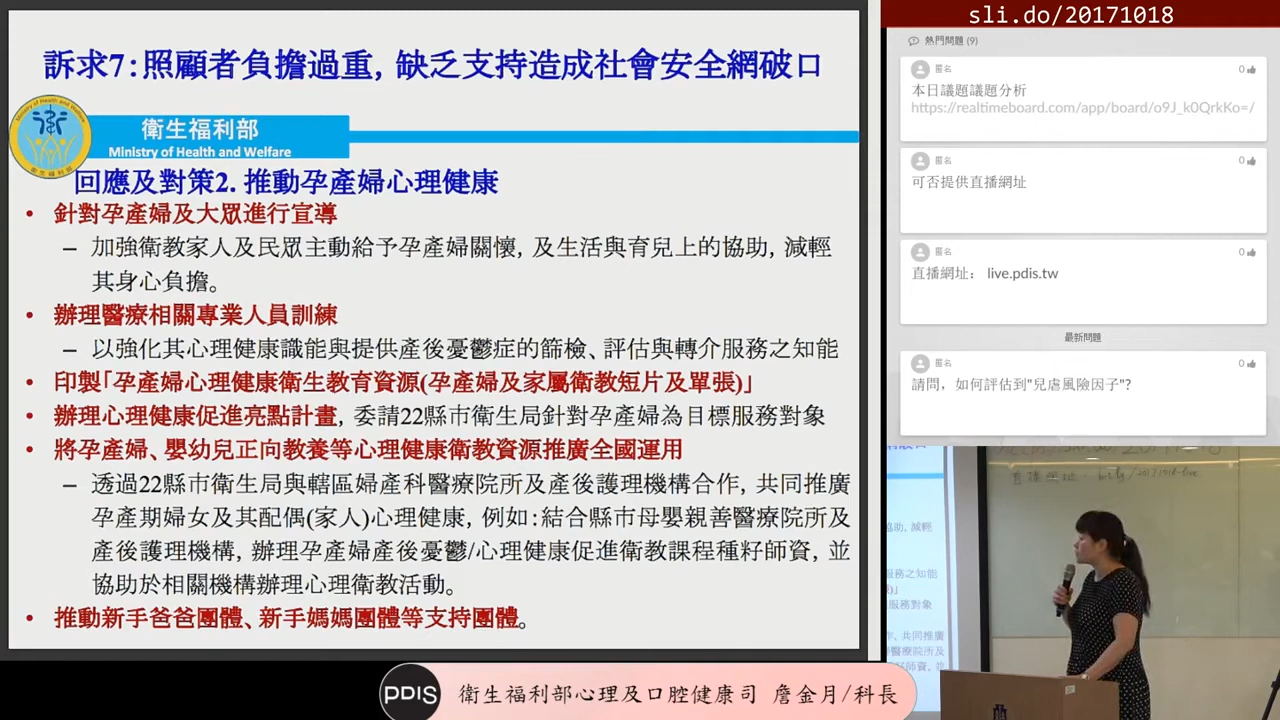 訴求7:照顧者負擔過重, 缺乏支持造成社會安全網破口
衛生福利部
Ministry of Health and Welfare
回應及對策2. 推動孕產婦心理健康
• 針對孕產婦及大眾進行宣導
– 加強衛教家人及民眾主動給予孕產婦關懷, 及生活與育兒上的協助, 減輕
其身心負擔。
• 辦理醫療相關專業人員訓練
– 以強化其心理健康識能與提供產後憂鬱症的篩檢、評估與轉介服務之知能
• 印製「孕產婦心理健康衛生教育資源(孕產婦及家屬衛教短片及單張)」
• 辦理心理健康促進亮點計畫, 委請22縣市衛生局針對孕產婦為目標服務對象
• 將孕產婦、嬰幼兒正向教養等心理健康衛教資源推廣全國運用
– 透過22縣市衛生局與轄區婦產科醫療院所及產後護理機構合作, 共同推廣
孕產期婦女及其配偶(家人)心理健康, 例如:結合縣市母嬰親善醫療院所及
產後護理機構, 辦理孕產婦產後憂鬱/心理健康促進衛教課程種籽師資, 並
協助於相關機構辦理心理衛教活動。
• 推動新手爸爸團體、新手媽媽團體等支持團體。
sli.do/20171018
熱門問題 (9)
匿名 0
本日議題議題分析
https://realtimeboard.com/app/board/o9J_k0QrkKo=/
匿名 0
可否提供直播網址
匿名 0
直播網址: live.pdis.tw
最新問題
匿名 0
請問, 如何評估到"兒虐風險因子"?
PDIS 衛生福利部心理及口腔健康司 詹金月/科長